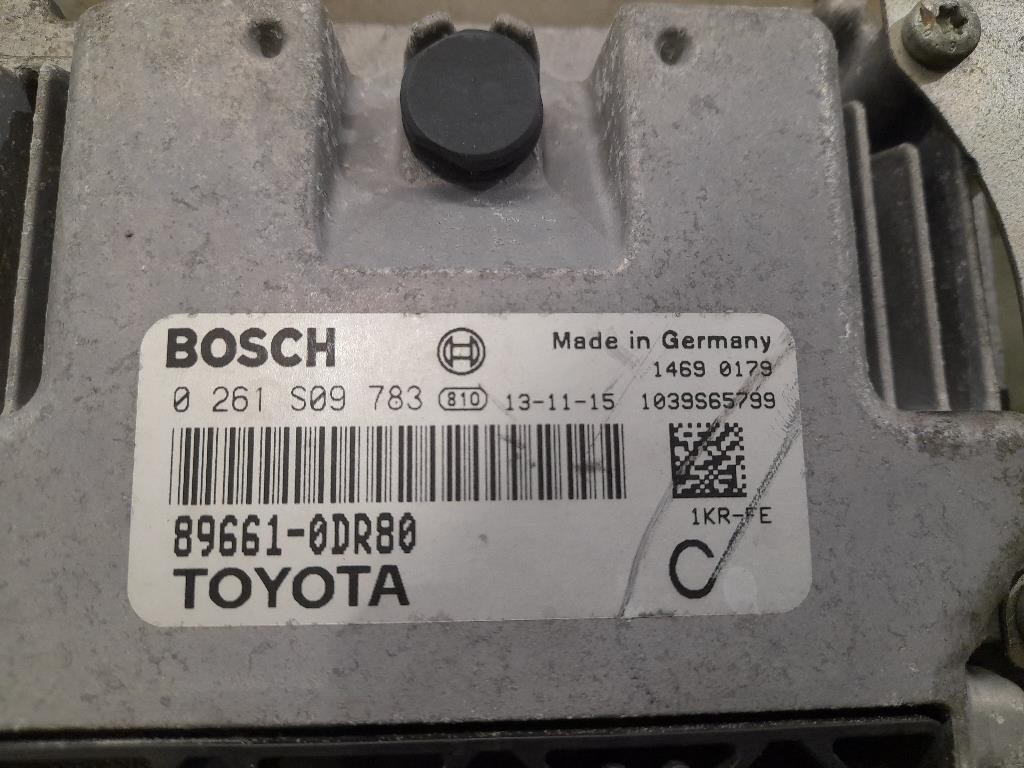 BOSCH Made in Germany
1469 0179
0 261 S09 783 810 13-11-15 1039S65799
89661-0DR80 1KR-FE
TOYOTA C